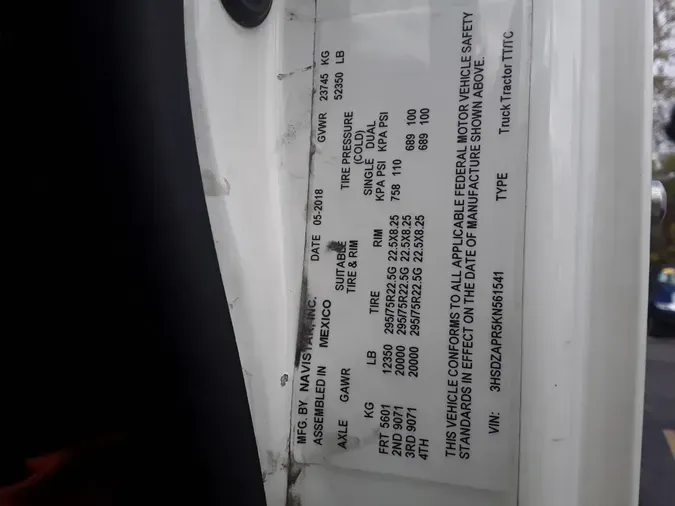 MFG. BY NAVISTAR, INC. DATE 05-2018 GVWR 23745 KG
ASSEMBLED IN MEXICO 52350 LB
AXLE GAWR SUITABLE TIRE PRESSURE
TIRE & RIM (COLD)
SINGLE DUAL
KG LB TIRE RIM KPA PSI KPA PSI
FRT 5601 12350 295/75R22.5G 22.5X8.25 758 110
2ND 9071 20000 295/75R22.5G 22.5X8.25 689 100
3RD 9071 20000 295/75R22.5G 22.5X8.25 689 100
4TH
THIS VEHICLE CONFORMS TO ALL APPLICABLE FEDERAL MOTOR VEHICLE SAFETY
STANDARDS IN EFFECT ON THE DATE OF MANUFACTURE SHOWN ABOVE.
VIN: 3HSDZAPR5KN561541 TYPE Truck Tractor TT/TC